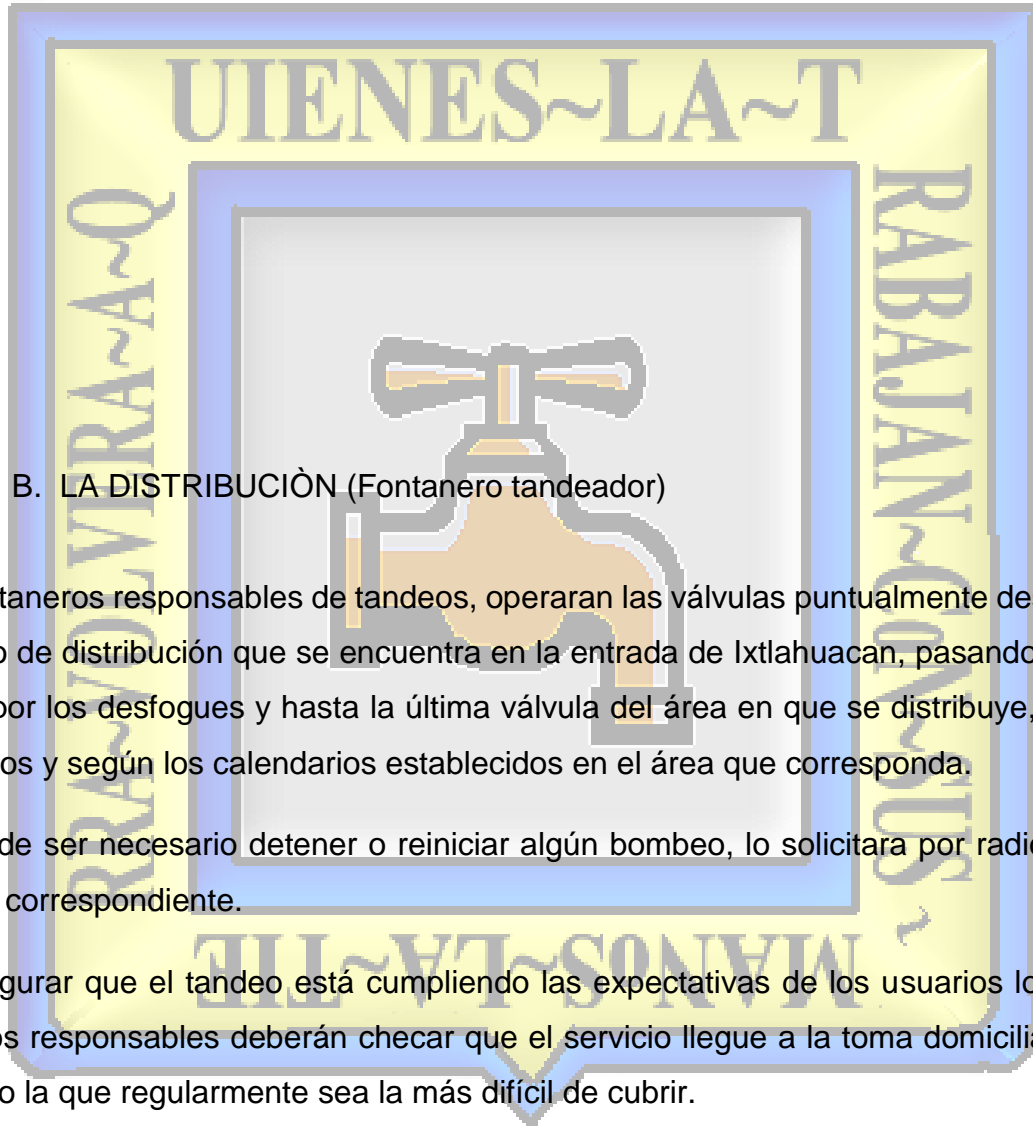 UIENES~LA~T
RABAJAN~CoN~SUS~
MANoS~LA~TIE
RRA~VOLVERA~A~Q
B. LA DISTRIBUCIÒN (Fontanero tandeador)
taneros responsables de tandeos, operaran las válvulas puntualmente de
o de distribución que se encuentra en la entrada de Ixtlahuacán, pasando
por los desfogues y hasta la última válvula del área en que se distribuye,
os y según los calendarios establecidos en el área que corresponda.
de ser necesario detener o reiniciar algún bombeo, lo solicitara por radio
correspondiente.
gurar que el tandeo está cumpliendo las expectativas de los usuarios lo
os responsables deberán checar que el servicio llegue a la toma domicilia
o la que regularmente sea la más difícil de cubrir.